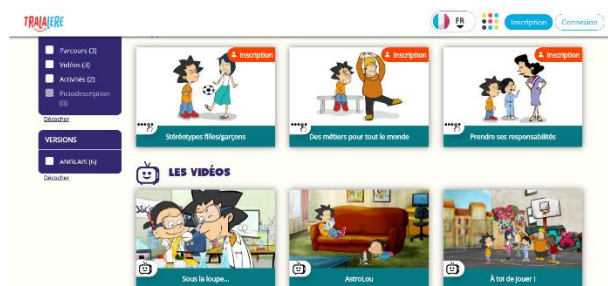 TRALALERE
FR
Inscription
Connexion
Parcours (3)
Vidéos (3)
Activités (2)
Pictodescription
(0)
Décocher
VERSIONS
ANGLAIS (6)
Décocher
Inscription
Inscription
Inscription
Stéréotypes filles/garçons
Des métiers pour tout le monde
Prendre ses responsabilités
LES VIDÉOS
Sous la loupe...
AstroLou
À toi de jouer !